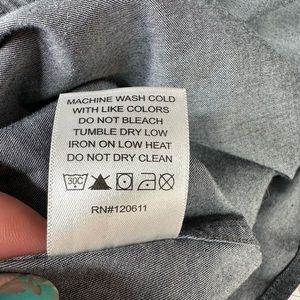 MACHINE WASH COLD
WITH LIKE COLORS
DO NOT BLEACH
TUMBLE DRY LOW
IRON ON LOW HEAT
DO NOT DRY CLEAN
30C
RN#120611